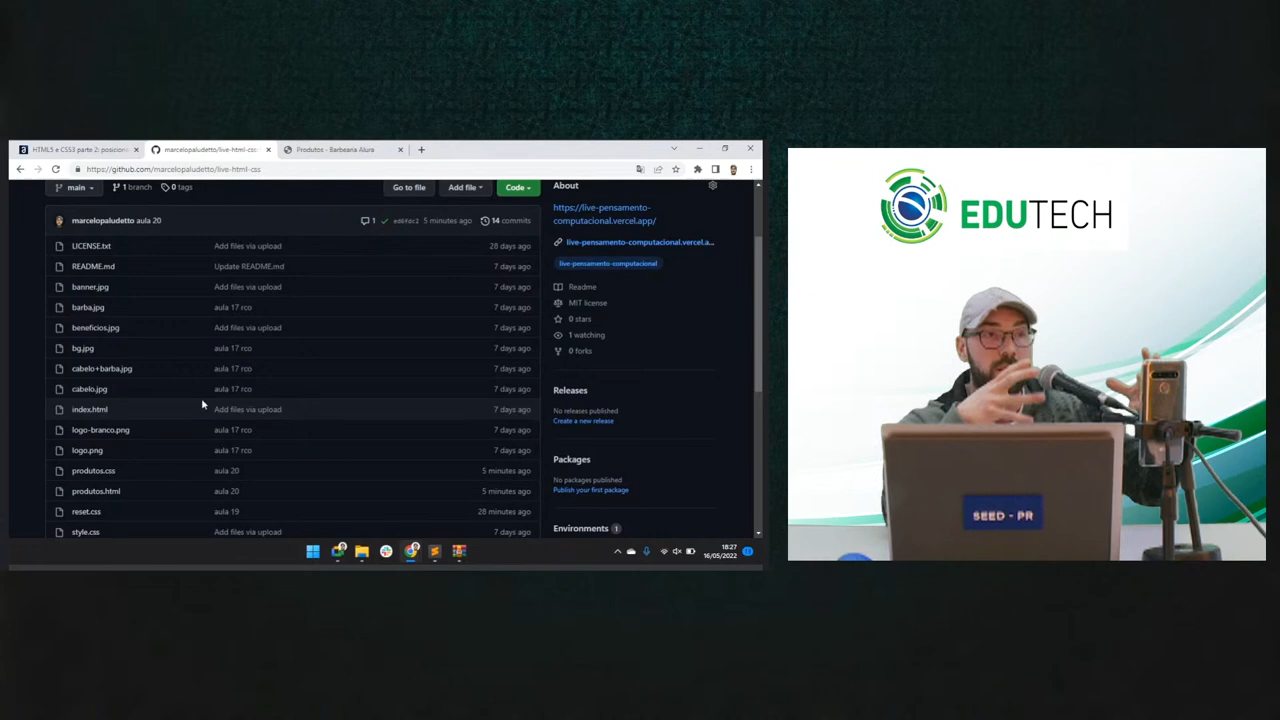 HTML5 e CSS3 parte 2: posicion
marcelopaludetto/live-html-css
Produtos - Barbearia Alura
https://github.com/marcelopaludetto/live-html-css
main
1 branch
0 tags
Go to file
Add file
Code
marcelopaludetto aula 20
1
5 minutes ago
14 commits
LICENSE.txt Add files via upload 28 days ago
README.md Update README.md 7 days ago
banner.jpg Add files via upload 7 days ago
barba.jpg aula 17 rco 7 days ago
beneficios.jpg Add files via upload 7 days ago
bg.jpg aula 17 rco 7 days ago
cabelo+barba.jpg aula 17 rco 7 days ago
cabelo.jpg aula 17 rco 7 days ago
index.html Add files via upload 7 days ago
logo-branco.png aula 17 rco 7 days ago
logo.png aula 17 rco 7 days ago
produtos.css aula 20 5 minutes ago
produtos.html aula 20 5 minutes ago
reset.css aula 19 28 minutes ago
style.css Add files via upload 7 days ago
About
https://live-pensamento-
computacional.vercel.app/
live-pensamento-computacional.vercel.a...
live-pensamento-computacional
Readme
MIT license
0 stars
1 watching
0 forks
Releases
No releases published
Create a new release
Packages
No packages published
Publish your first package
Environments 1
18:27
16/05/2022
EDUTECH
SEED - PR